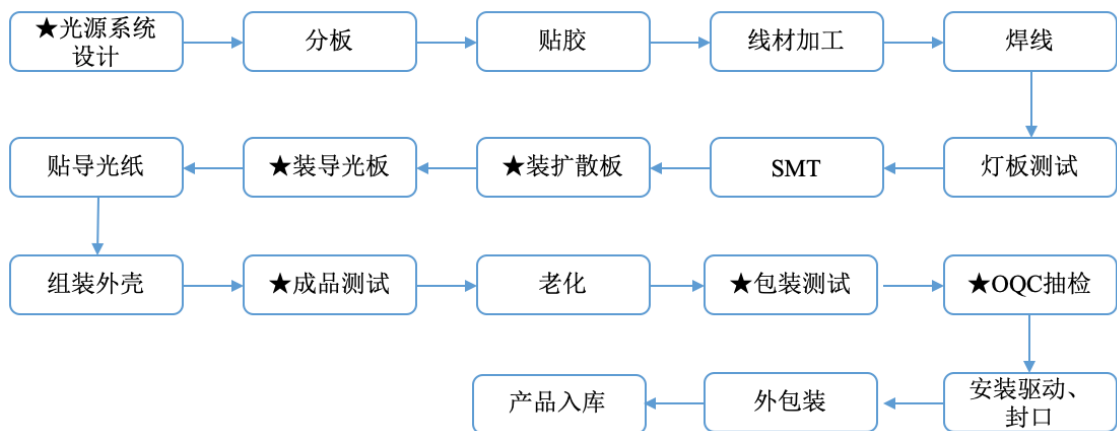 ★光源系统
设计
分板
贴胶
线材加工
焊线
灯板测试
SMT
★装扩散板
★装导光板
贴导光纸
组装外壳
★成品测试
老化
★包装测试
★OQC抽检
安装驱动、
封口
外包装
产品入库